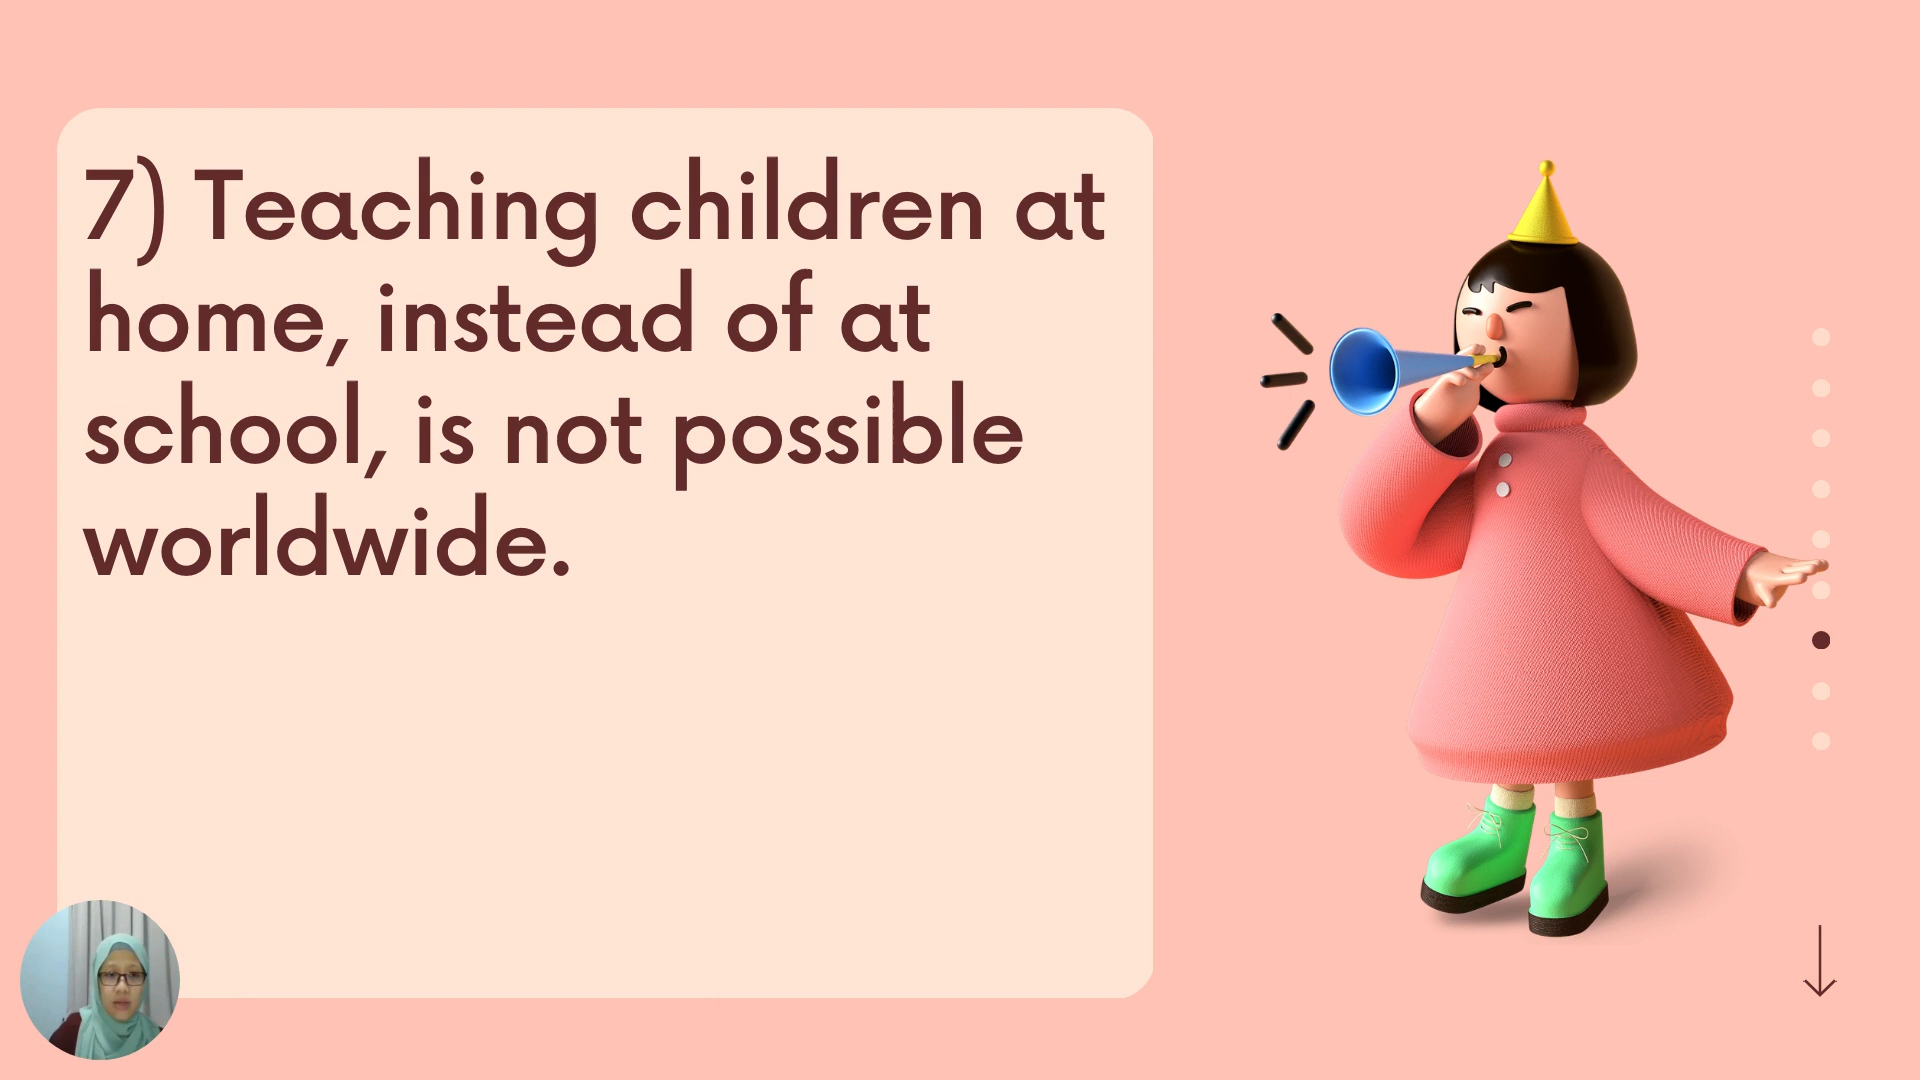 7) Teaching children at
home, instead of at
school, is not possible
worldwide.